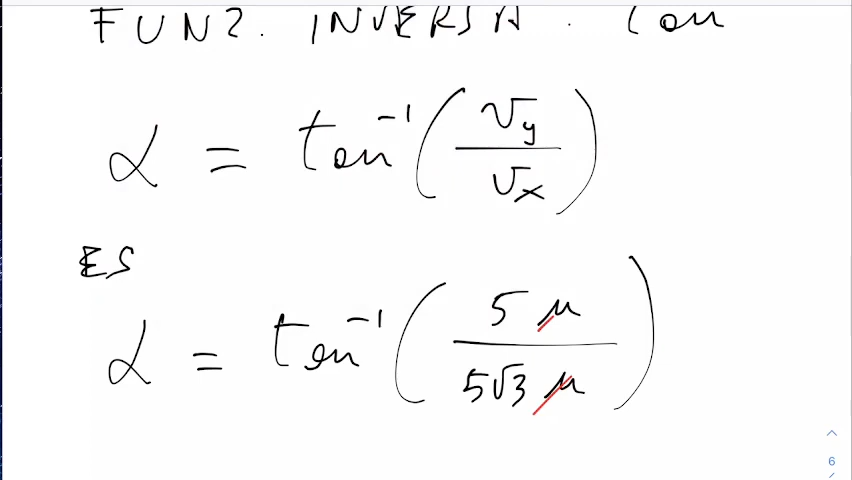 FUNZ. INVERSA. tan
α = tan⁻¹ (v_y / v_x)
ES
α = tan⁻¹ (5 μ / 5√3 μ)
6